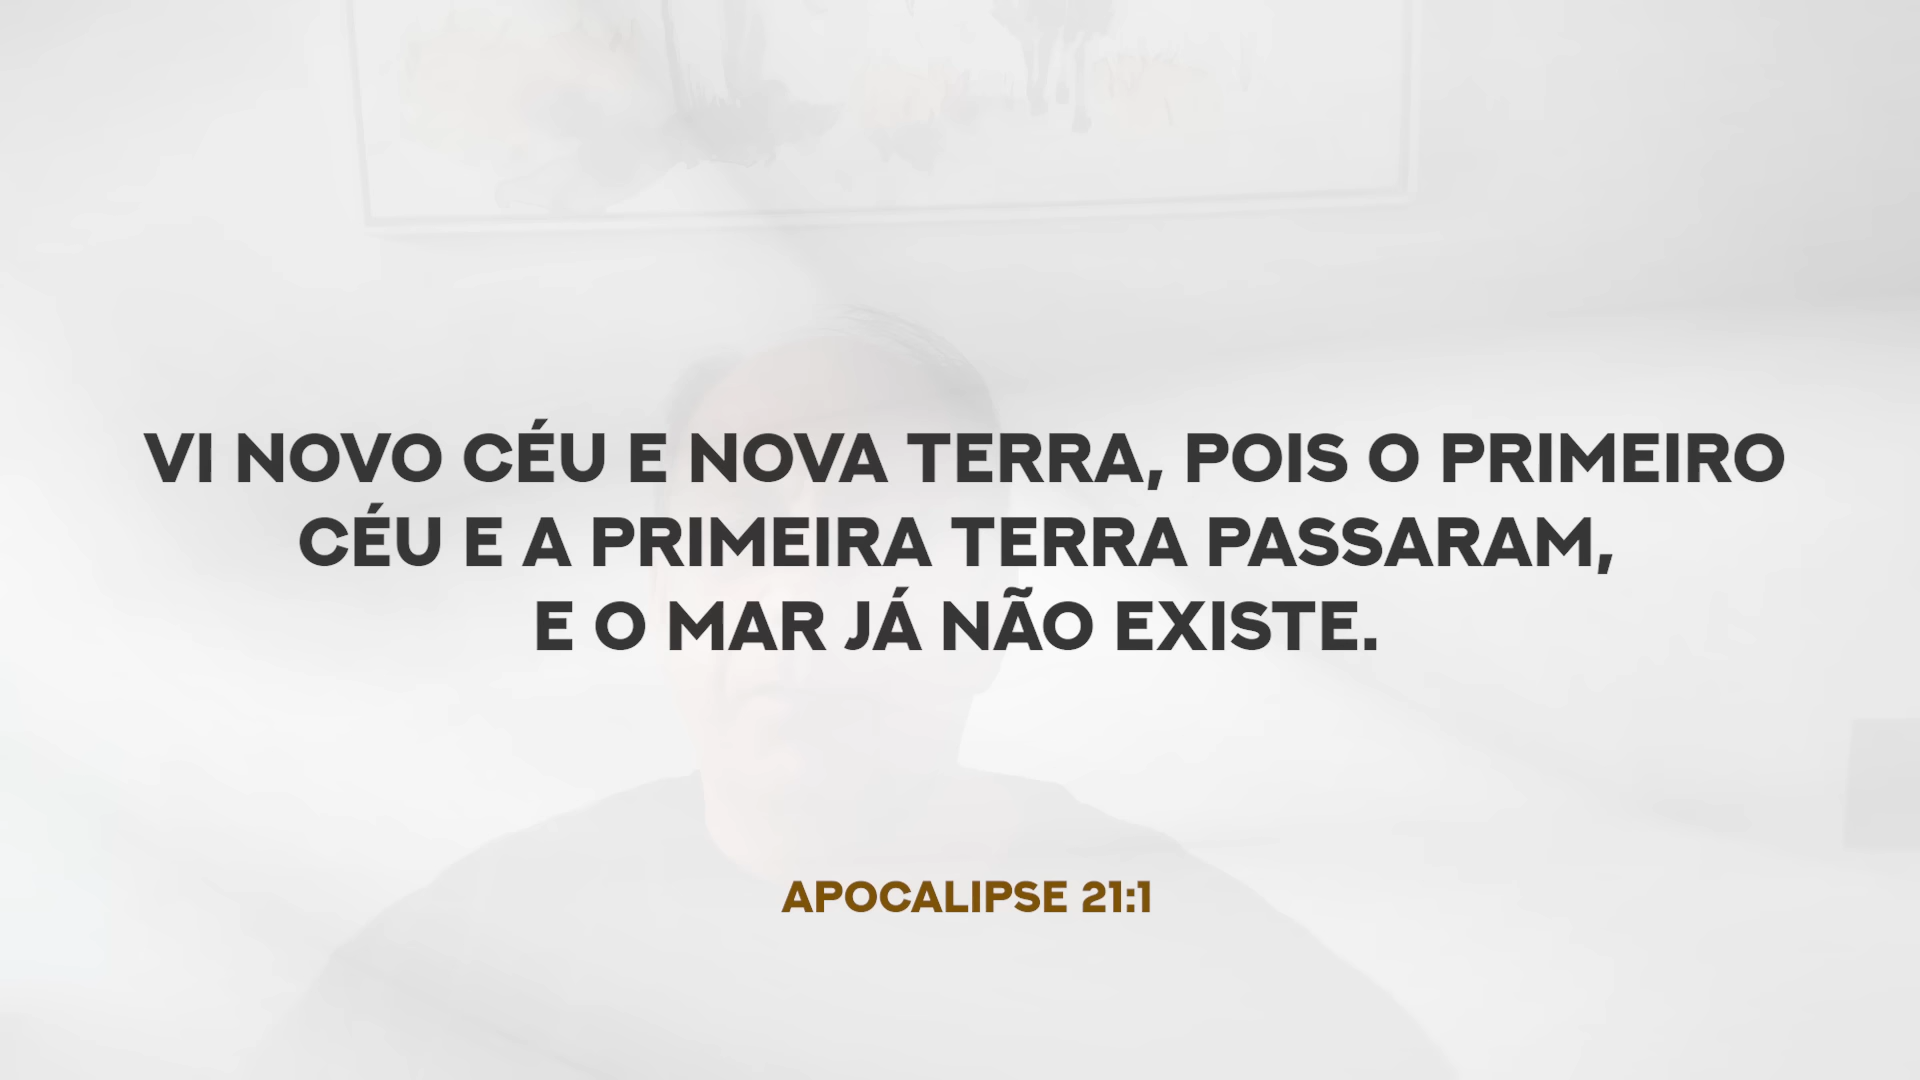 VI NOVO CÉU E NOVA TERRA, POIS O PRIMEIRO
CÉU E A PRIMEIRA TERRA PASSARAM,
E O MAR JÁ NÃO EXISTE.
APOCALIPSE 21:1